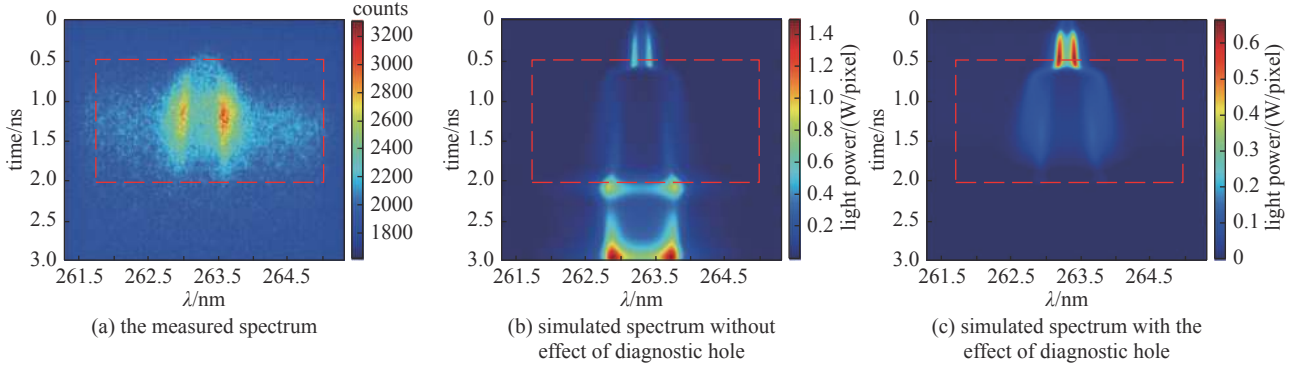 counts
3200
3000
2800
2600
2400
2200
2000
1800
time/ns
0
0.5
1.0
1.5
2.0
2.5
3.0
261.5 262.5 263.5 264.5
λ/nm
(a) the measured spectrum
time/ns
0
0.5
1.0
1.5
2.0
2.5
3.0
261.5 262.5 263.5 264.5
λ/nm
1.4
1.2
1.0
0.8
0.6
0.4
0.2
light power/(W/pixel)
(b) simulated spectrum without
effect of diagnostic hole
time/ns
0
0.5
1.0
1.5
2.0
2.5
3.0
261.5 262.5 263.5 264.5
λ/nm
0.6
0.5
0.4
0.3
0.2
0.1
0
light power/(W/pixel)
(c) simulated spectrum with the
effect of diagnostic hole